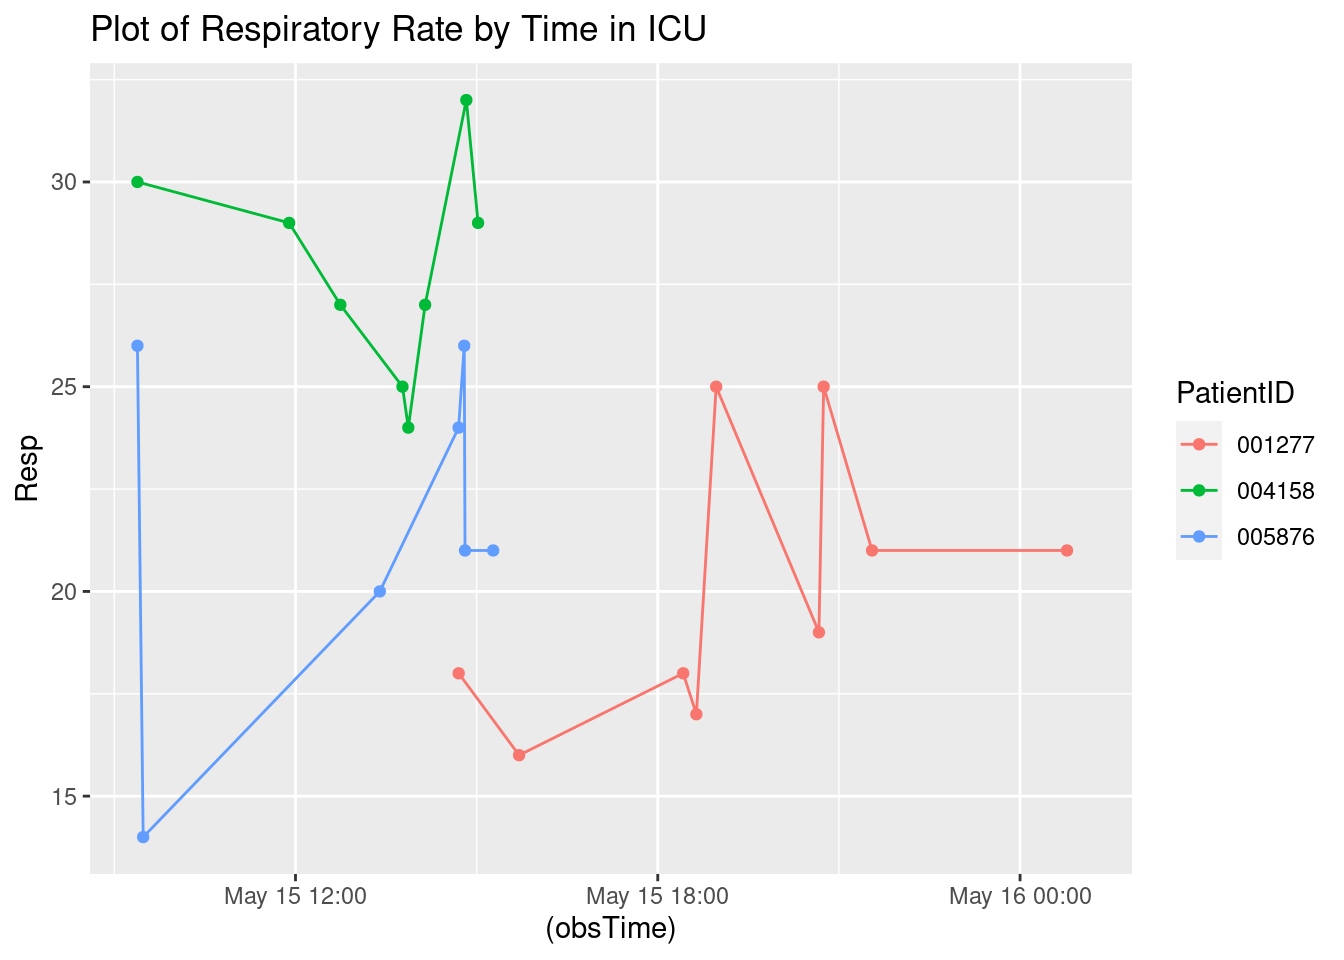 Plot of Respiratory Rate by Time in ICU
30
25
20
15
Resp
May 15 12:00
May 15 18:00
May 16 00:00
(obsTime)
PatientID
001277
004158
005876